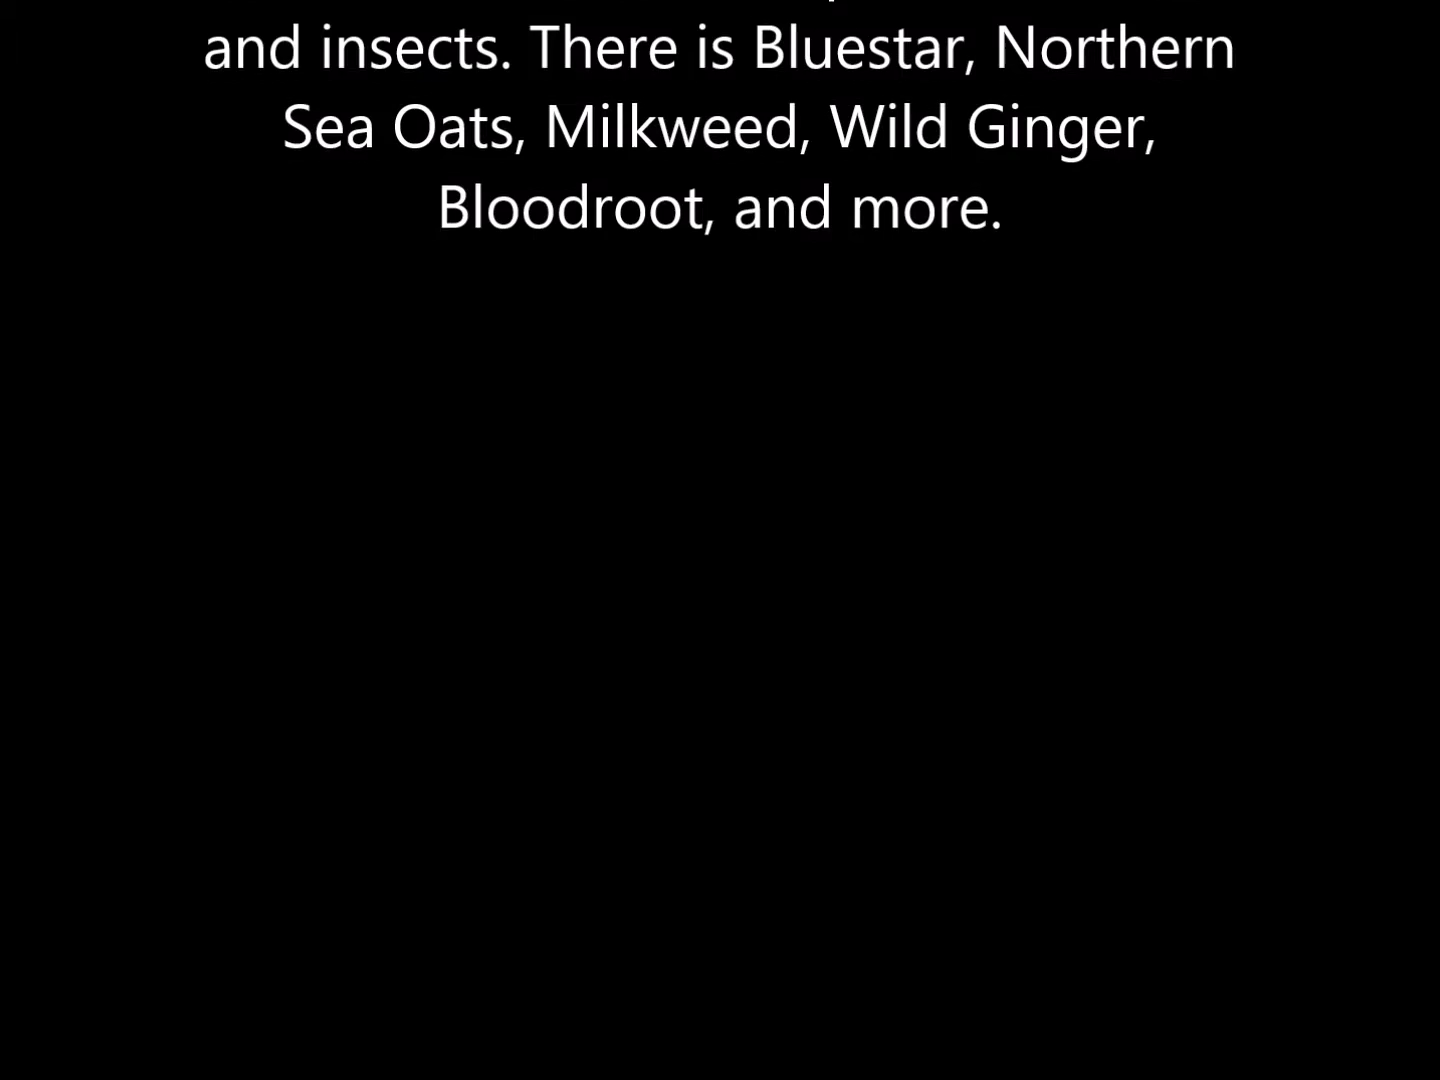 and insects. There is Bluestar, Northern
Sea Oats, Milkweed, Wild Ginger,
Bloodroot, and more.